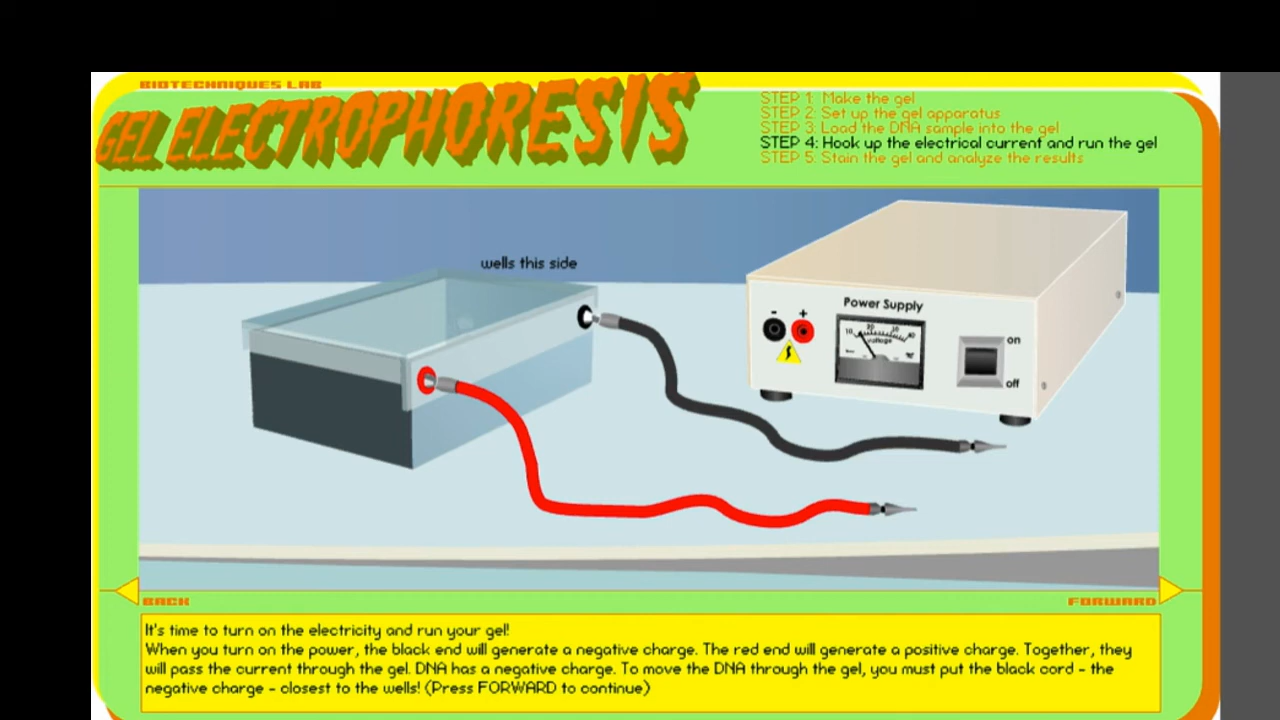 BIOTECHNIQUES LAB
GEL ELECTROPHORESIS
STEP 1: Make the gel
STEP 2: Set up the gel apparatus
STEP 3: Load the DNA sample into the gel
STEP 4: Hook up the electrical current and run the gel
STEP 5: Stain the gel and analyze the results
wells this side
Power Supply
- +
10 20 30 40
voltage
on
off
BACK
FORWARD
It's time to turn on the electricity and run your gel!
When you turn on the power, the black end will generate a negative charge. The red end will generate a positive charge. Together, they
will pass the current through the gel. DNA has a negative charge. To move the DNA through the gel, you must put the black cord - the
negative charge - closest to the wells! (Press FORWARD to continue)